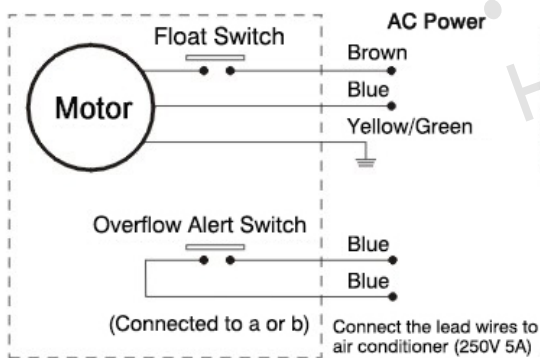 AC Power
Float Switch
Brown
Blue
Motor
Yellow/Green
Overflow Alert Switch
Blue
Blue
(Connected to a or b)
Connect the lead wires to
air conditioner (250V 5A)